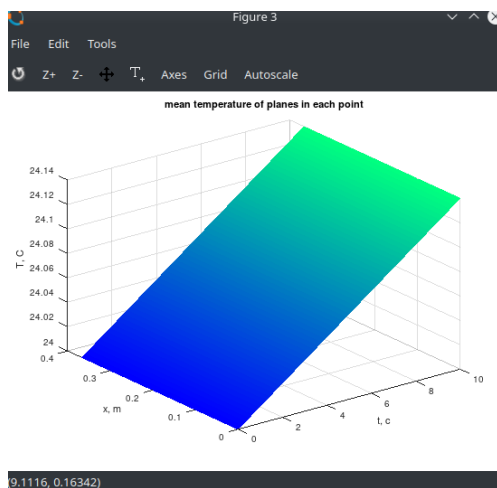 Figure 3
File Edit Tools
Z+ Z- T+ Axes Grid Autoscale
mean temperature of planes in each point
24.14
24.12
24.1
24.08
24.06
24.04
24.02
24
T, C
0.4
0.3
0.2
0.1
0
x, m
0
2
4
6
8
10
t, c
(9.1116, 0.16342)